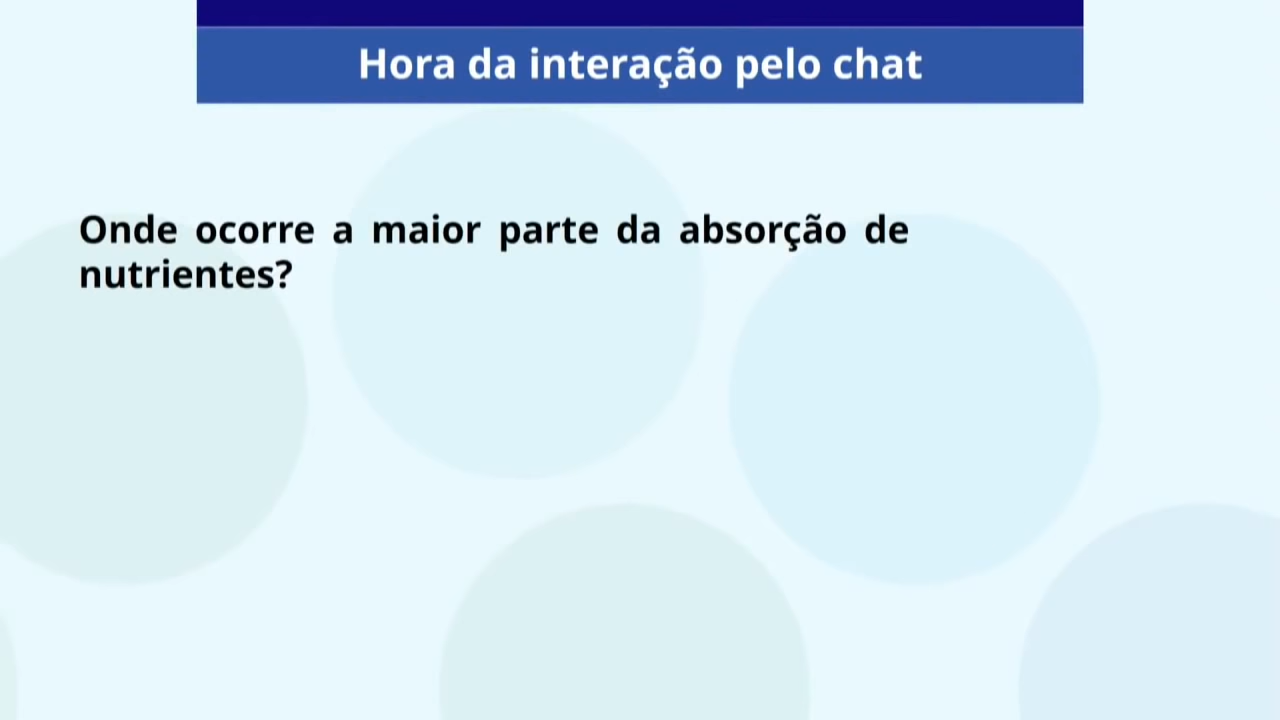 Hora da interação pelo chat
Onde ocorre a maior parte da absorção de
nutrientes?